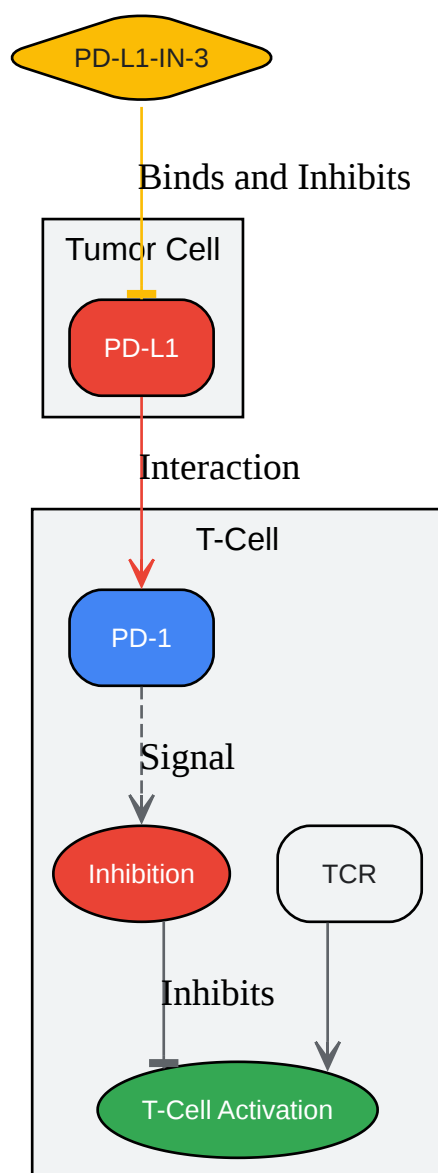 PD-L1-IN-3
Binds and Inhibits
Tumor Cell
PD-L1
Interaction
T-Cell
PD-1
Signal
Inhibition
TCR
Inhibits
T-Cell Activation